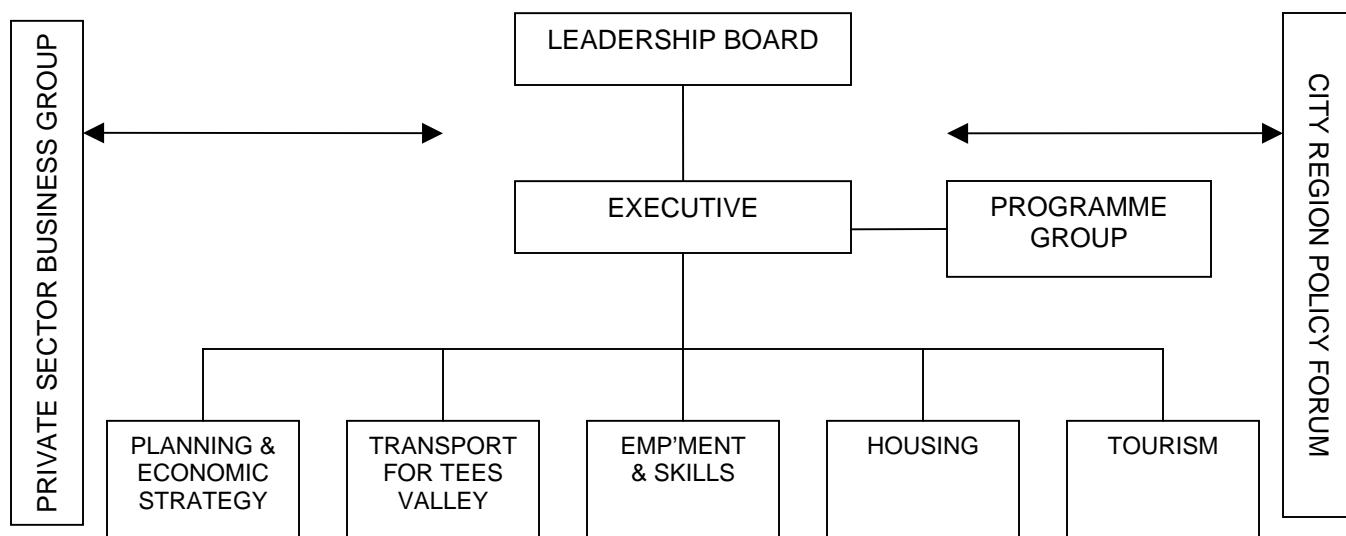 PRIVATE SECTOR BUSINESS GROUP
LEADERSHIP BOARD
EXECUTIVE
PROGRAMME
GROUP
PLANNING &
ECONOMIC
STRATEGY
TRANSPORT
FOR TEES
VALLEY
EMP'MENT
& SKILLS
HOUSING
TOURISM
CITY REGION POLICY FORUM